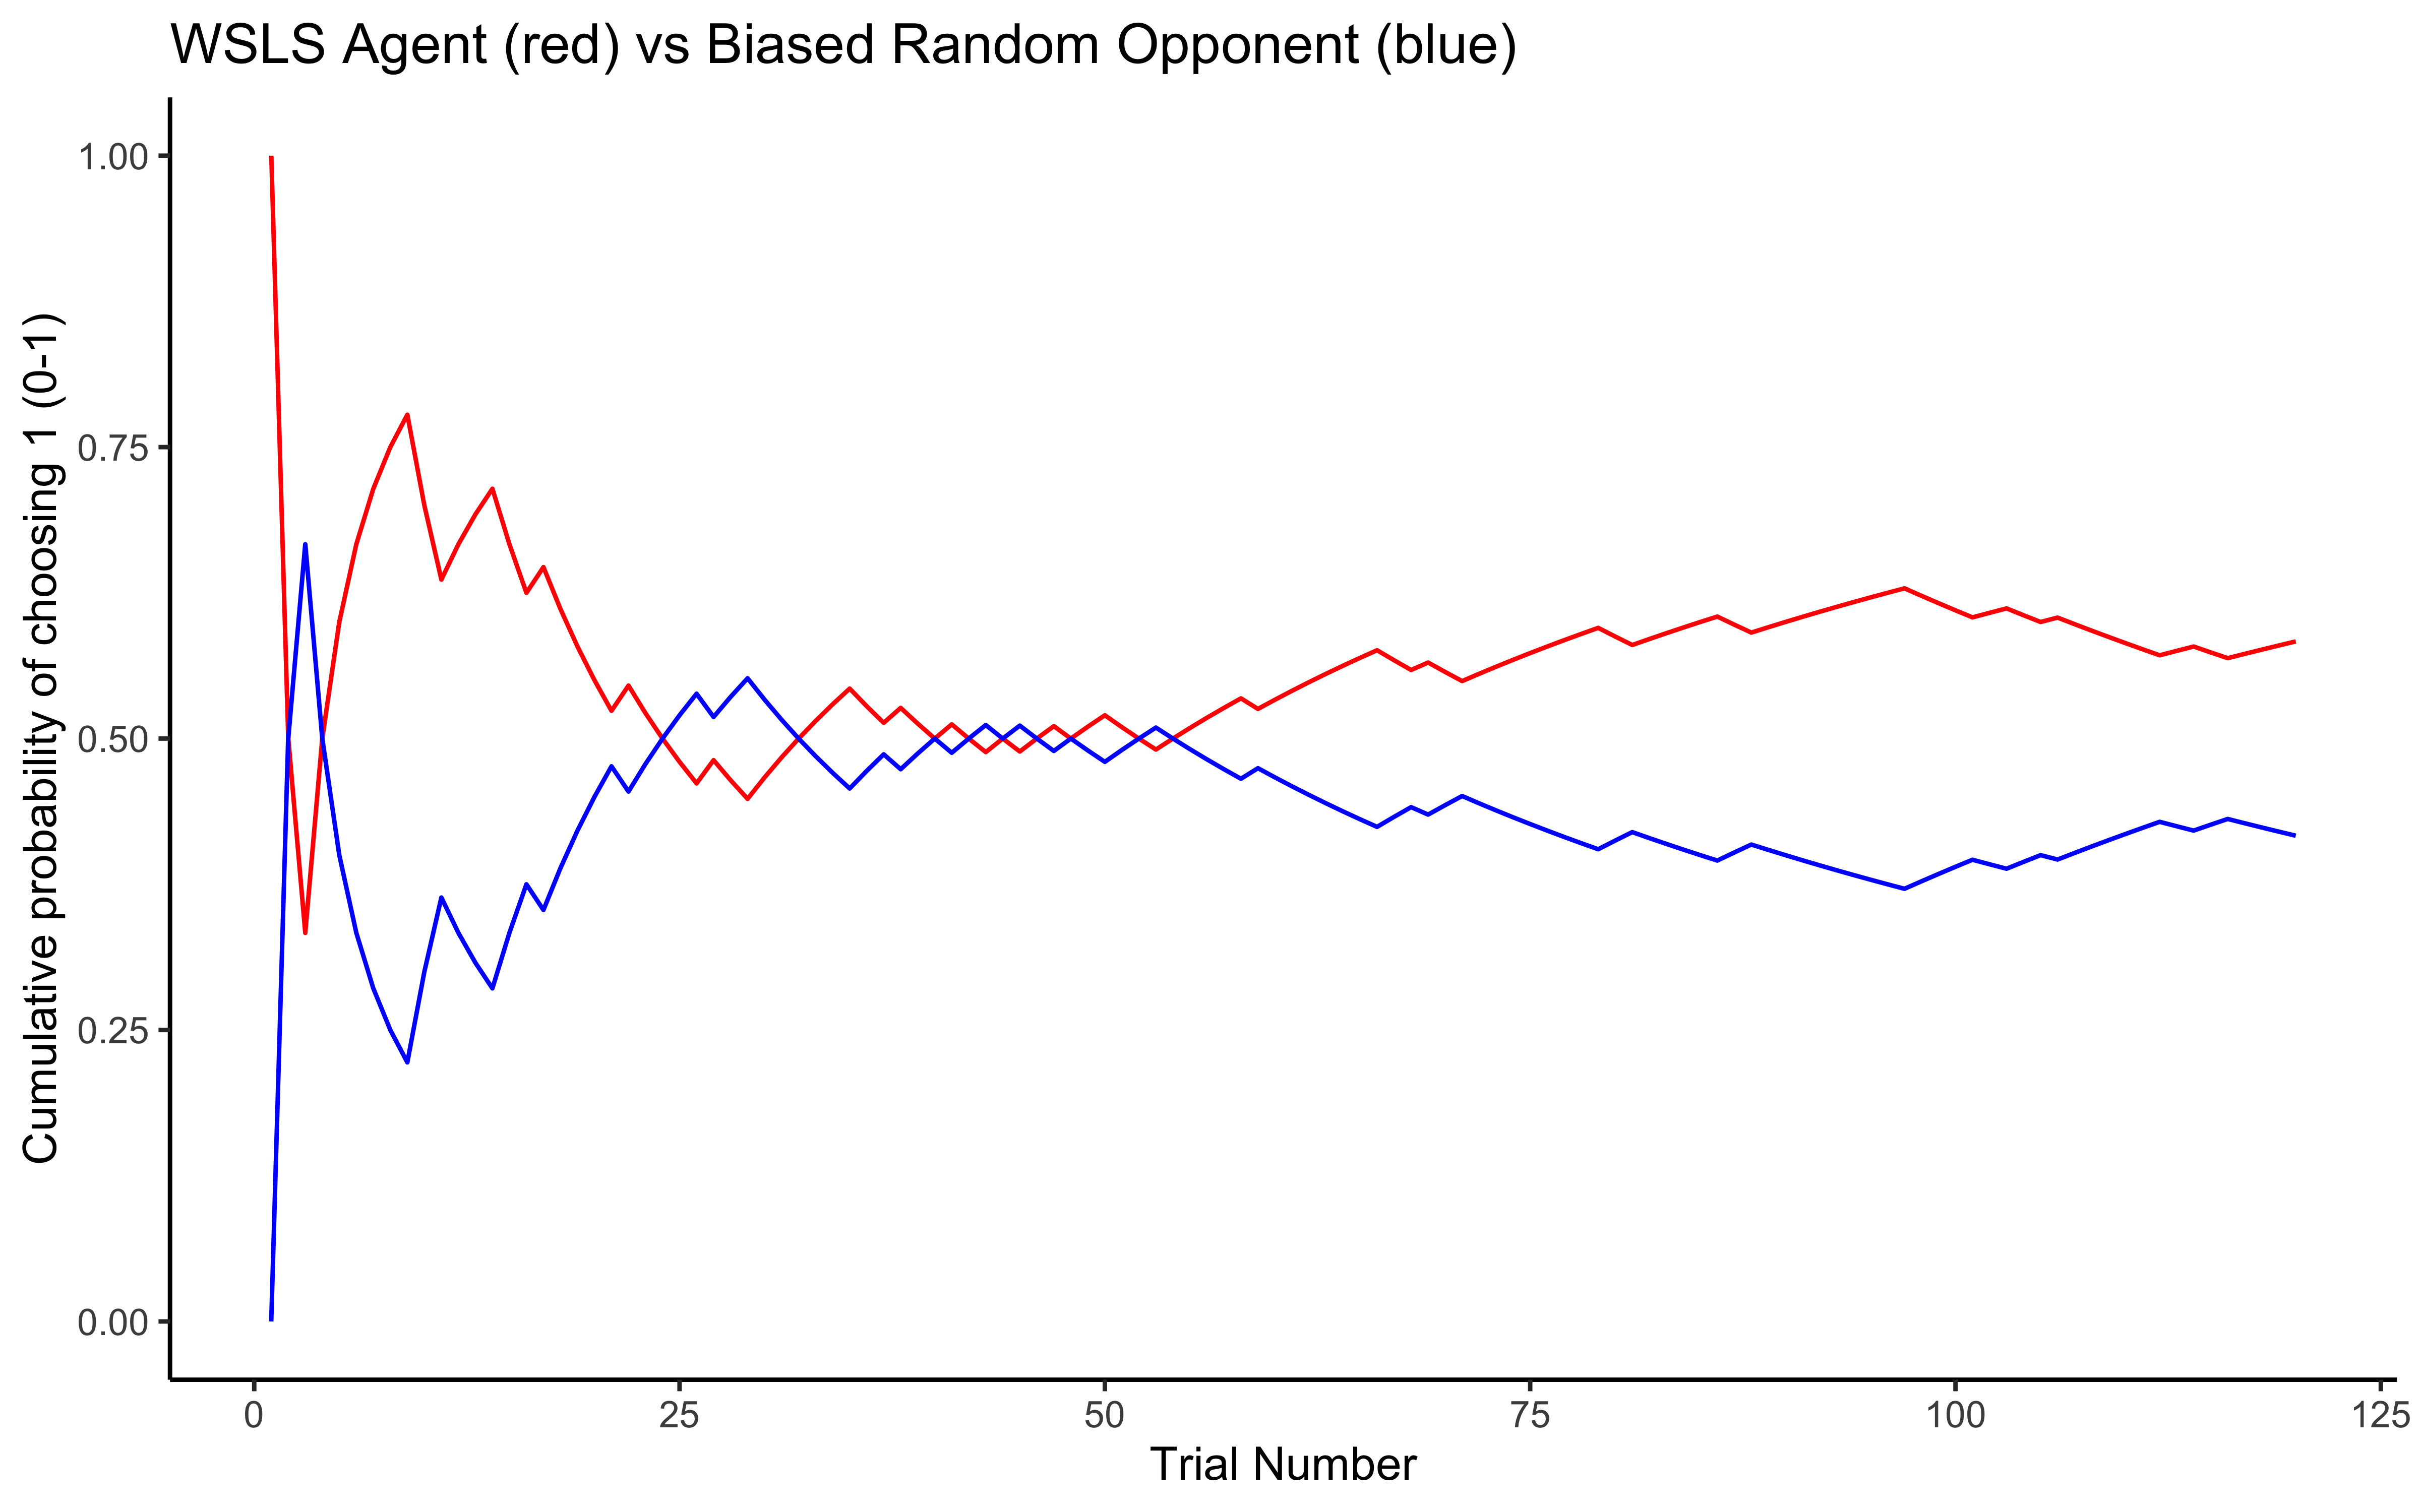 WSLS Agent (red) vs Biased Random Opponent (blue)
Cumulative probability of choosing 1 (0-1)
1.00
0.75
0.50
0.25
0.00
0 25 50 75 100 125
Trial Number